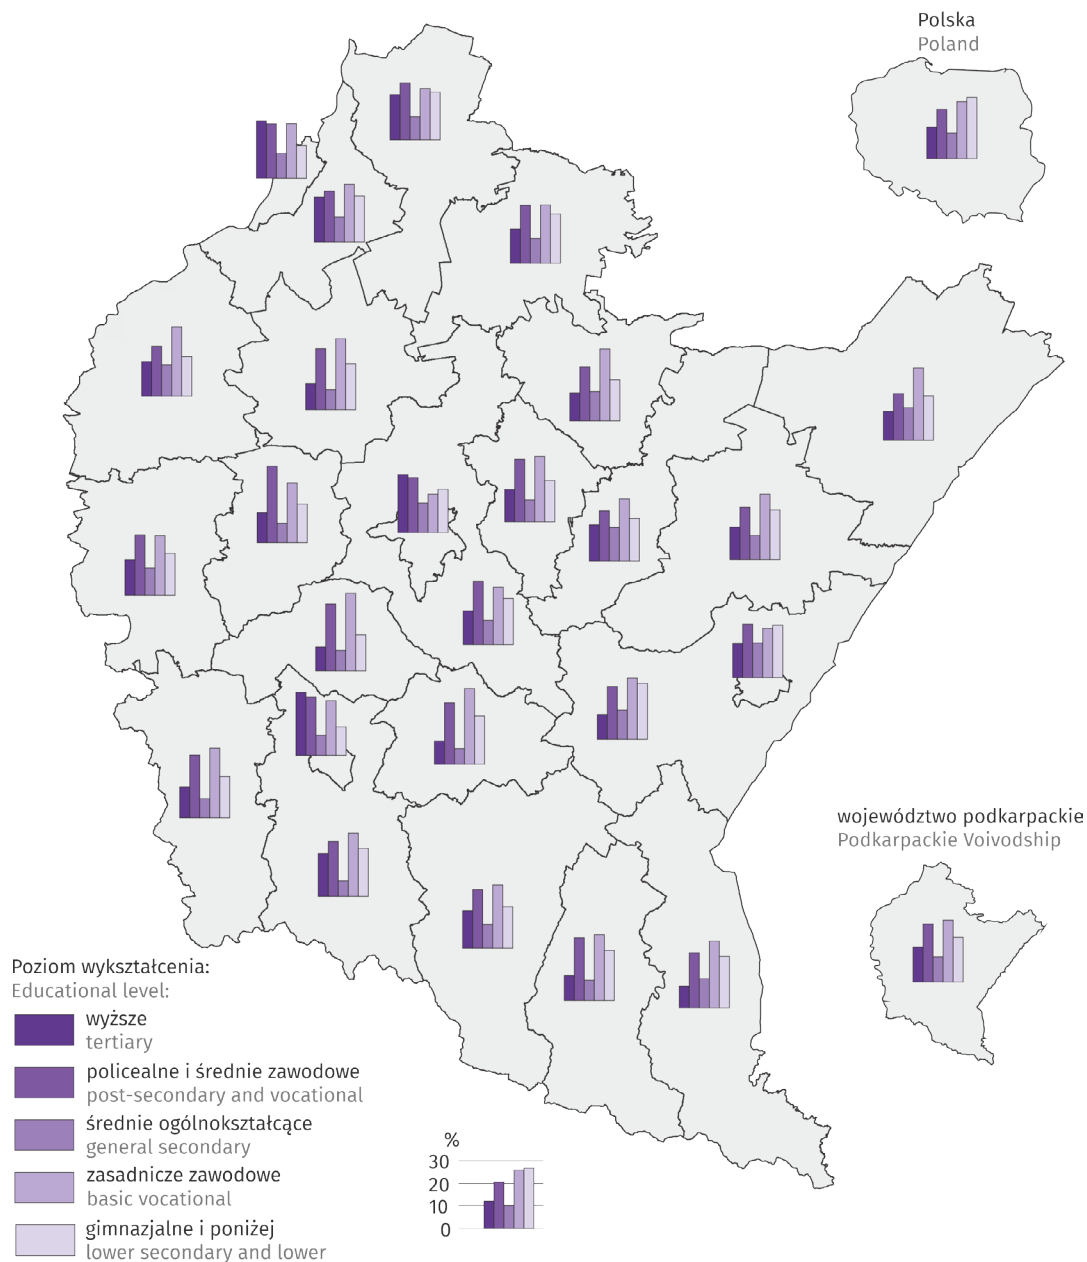 Polska
Poland
województwo podkarpackie
Podkarpackie Voivodship
Poziom wykształcenia:
Educational level:
wyższe
tertiary
policealne i średnie zawodowe
post-secondary and vocational
średnie ogólnokształcące
general secondary
zasadnicze zawodowe
basic vocational
gimnazjalne i poniżej
lower secondary and lower
%
30
20
10
0